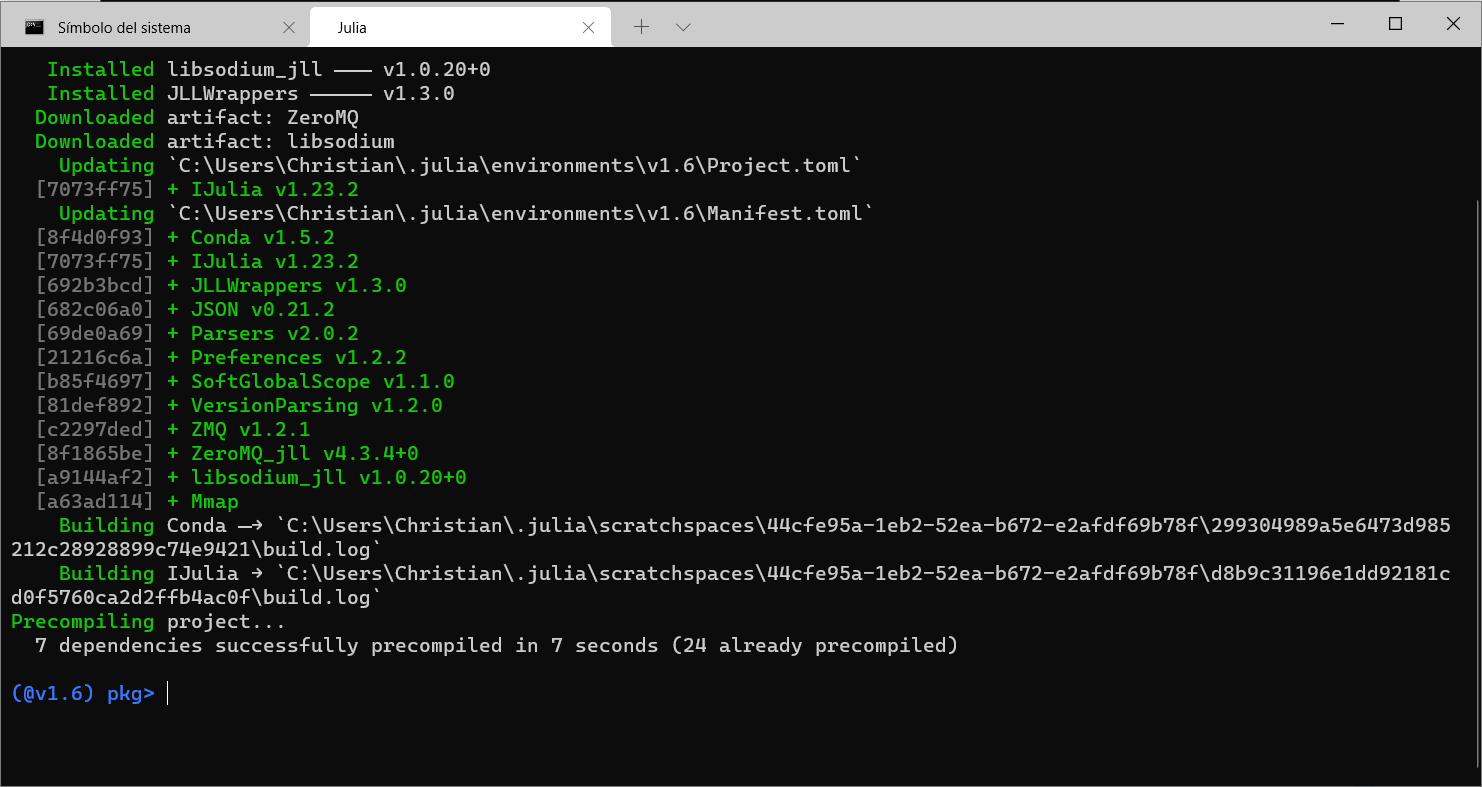 Símbolo del sistema
Julia
Installed libsodium_jll ─── v1.0.20+0
Installed JLLWrappers ───── v1.3.0
Downloaded artifact: ZeroMQ
Downloaded artifact: libsodium
Updating `C:\Users\Christian\.julia\environments\v1.6\Project.toml`
[7073ff75] + IJulia v1.23.2
Updating `C:\Users\Christian\.julia\environments\v1.6\Manifest.toml`
[8f4d0f93] + Conda v1.5.2
[7073ff75] + IJulia v1.23.2
[692b3bcd] + JLLWrappers v1.3.0
[682c06a0] + JSON v0.21.2
[69de0a69] + Parsers v2.0.2
[21216c6a] + Preferences v1.2.2
[b85f4697] + SoftGlobalScope v1.1.0
[81def892] + VersionParsing v1.2.0
[c2297ded] + ZMQ v1.2.1
[8f1865be] + ZeroMQ_jll v4.3.4+0
[a9144af2] + libsodium_jll v1.0.20+0
[a63ad114] + Mmap
Building Conda ─→ `C:\Users\Christian\.julia\scratchspaces\44cfe95a-1eb2-52ea-b672-e2afdf69b78f\299304989a5e6473d985
212c28928899c74e9421\build.log`
Building IJulia → `C:\Users\Christian\.julia\scratchspaces\44cfe95a-1eb2-52ea-b672-e2afdf69b78f\d8b9c31196e1dd92181c
d0f5760ca2d2ffb4ac0f\build.log`
Precompiling project...
7 dependencies successfully precompiled in 7 seconds (24 already precompiled)
(@v1.6) pkg>